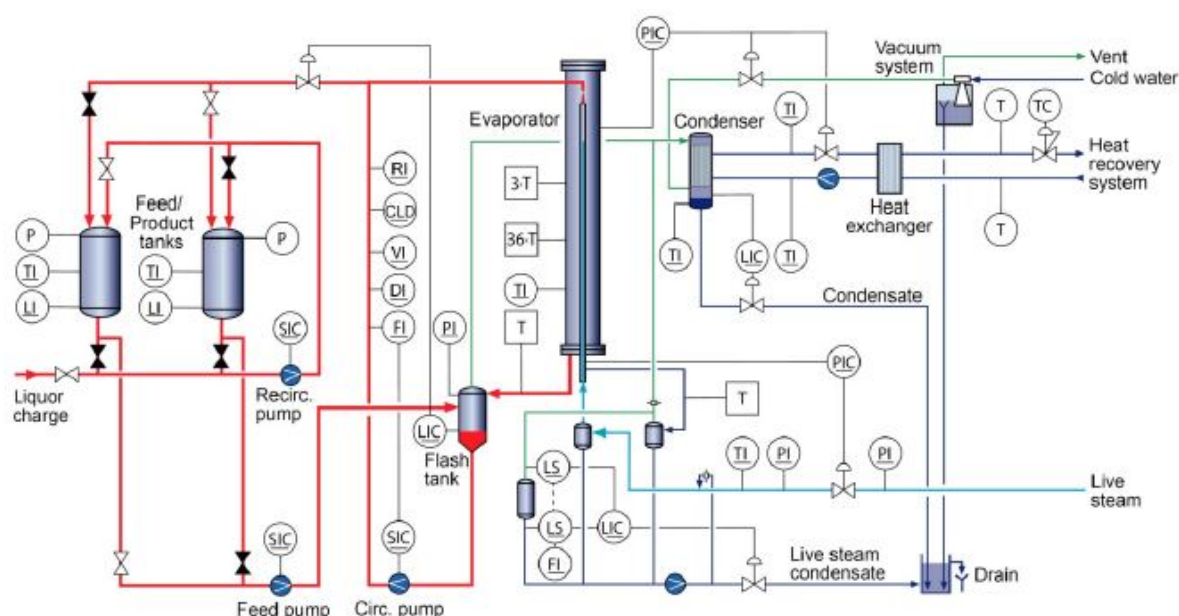 PIC
Vacuum
system
Vent
Cold water
Evaporator
Condenser
TI
T
TC
RI
Heat
recovery
system
3·T
CLD
Feed/
Product
tanks
Heat
exchanger
P
P
36·T
VI
TI
TI
TI
LIC
TI
T
LI
LI
DI
TI
Condensate
SIC
FI
PI
T
PIC
Liquor
charge
Recirc.
pump
T
LIC
Flash
tank
LS
TI
PI
PI
Live
steam
SIC
SIC
LS
LIC
FI
Live steam
condensate
Drain
Feed pump
Circ. pump